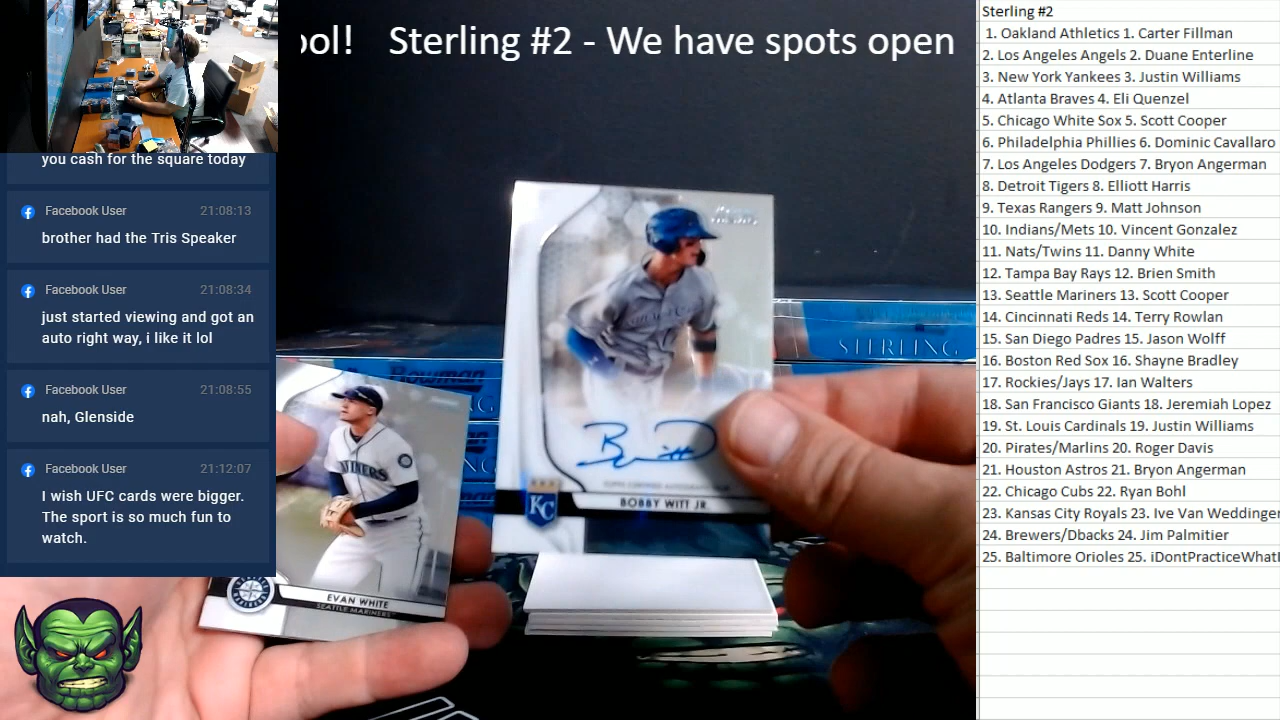 ool!    Sterling #2 - We have spots open
you cash for the square today
Facebook User 21:08:13
brother had the Tris Speaker
Facebook User 21:08:34
just started viewing and got an
auto right way, i like it lol
Facebook User 21:08:55
nah, Glenside
Facebook User 21:12:07
I wish UFC cards were bigger.
The sport is so much fun to
watch.
Bowman
STERLING
MARINERS
EVAN WHITE
SEATTLE MARINERS
TOPPS CERTIFIED AUTOGRAPH
KC
BOBBY WITT JR.
Sterling #2
1. Oakland Athletics 1. Carter Fillman
2. Los Angeles Angels 2. Duane Enterline
3. New York Yankees 3. Justin Williams
4. Atlanta Braves 4. Eli Quenzel
5. Chicago White Sox 5. Scott Cooper
6. Philadelphia Phillies 6. Dominic Cavallaro
7. Los Angeles Dodgers 7. Bryon Angerman
8. Detroit Tigers 8. Elliott Harris
9. Texas Rangers 9. Matt Johnson
10. Indians/Mets 10. Vincent Gonzalez
11. Nats/Twins 11. Danny White
12. Tampa Bay Rays 12. Brien Smith
13. Seattle Mariners 13. Scott Cooper
14. Cincinnati Reds 14. Terry Rowlan
15. San Diego Padres 15. Jason Wolff
16. Boston Red Sox 16. Shayne Bradley
17. Rockies/Jays 17. Ian Walters
18. San Francisco Giants 18. Jeremiah Lopez
19. St. Louis Cardinals 19. Justin Williams
20. Pirates/Marlins 20. Roger Davis
21. Houston Astros 21. Bryon Angerman
22. Chicago Cubs 22. Ryan Bohl
23. Kansas City Royals 23. Ive Van Weddinger
24. Brewers/Dbacks 24. Jim Palmitier
25. Baltimore Orioles 25. iDontPracticeWhatI